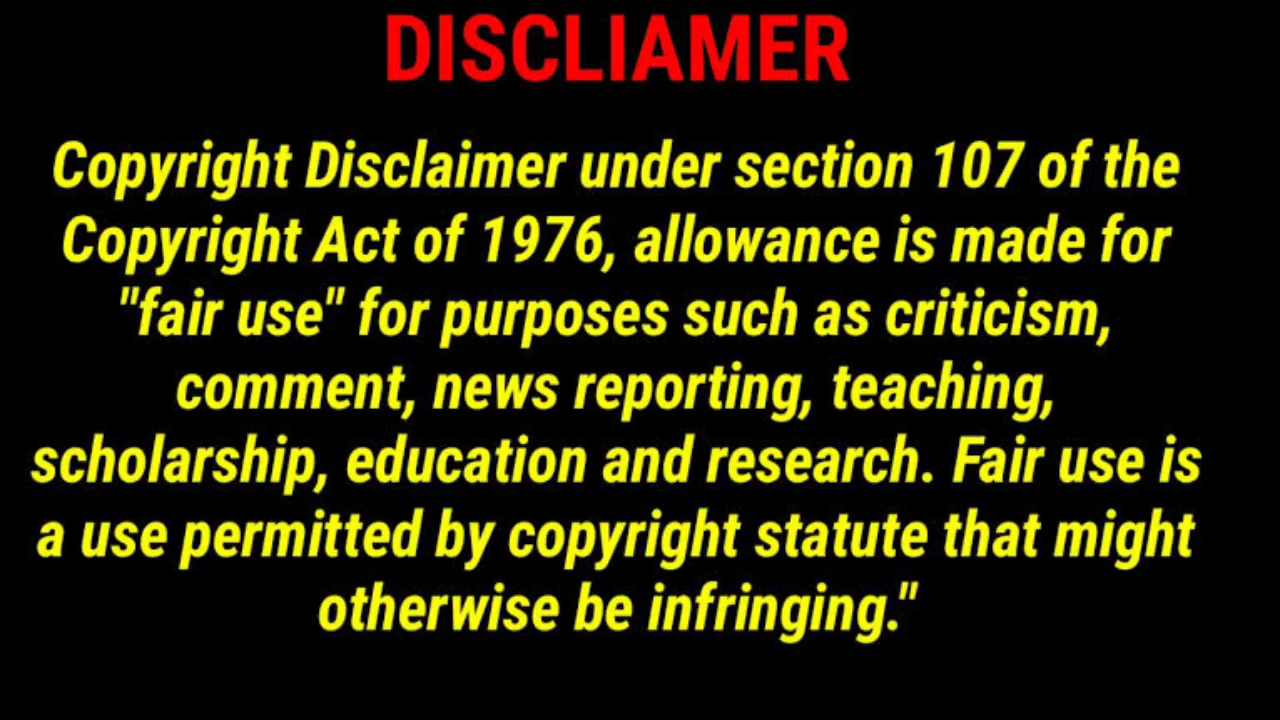 DISCLIAMER
Copyright Disclaimer under section 107 of the
Copyright Act of 1976, allowance is made for
"fair use" for purposes such as criticism,
comment, news reporting, teaching,
scholarship, education and research. Fair use is
a use permitted by copyright statute that might
otherwise be infringing."